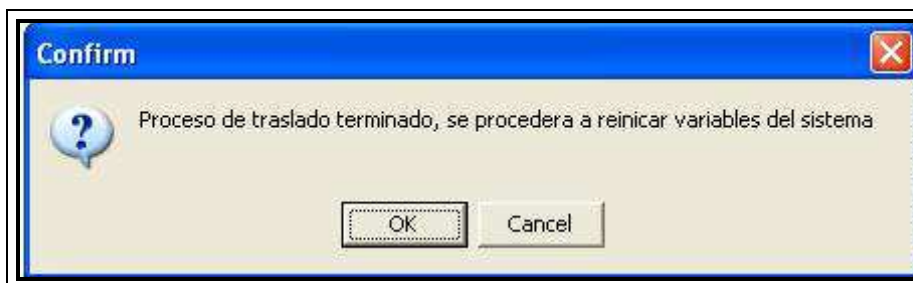 Confirm
Proceso de traslado terminado, se procedera a reinicar variables del sistema
OK
Cancel